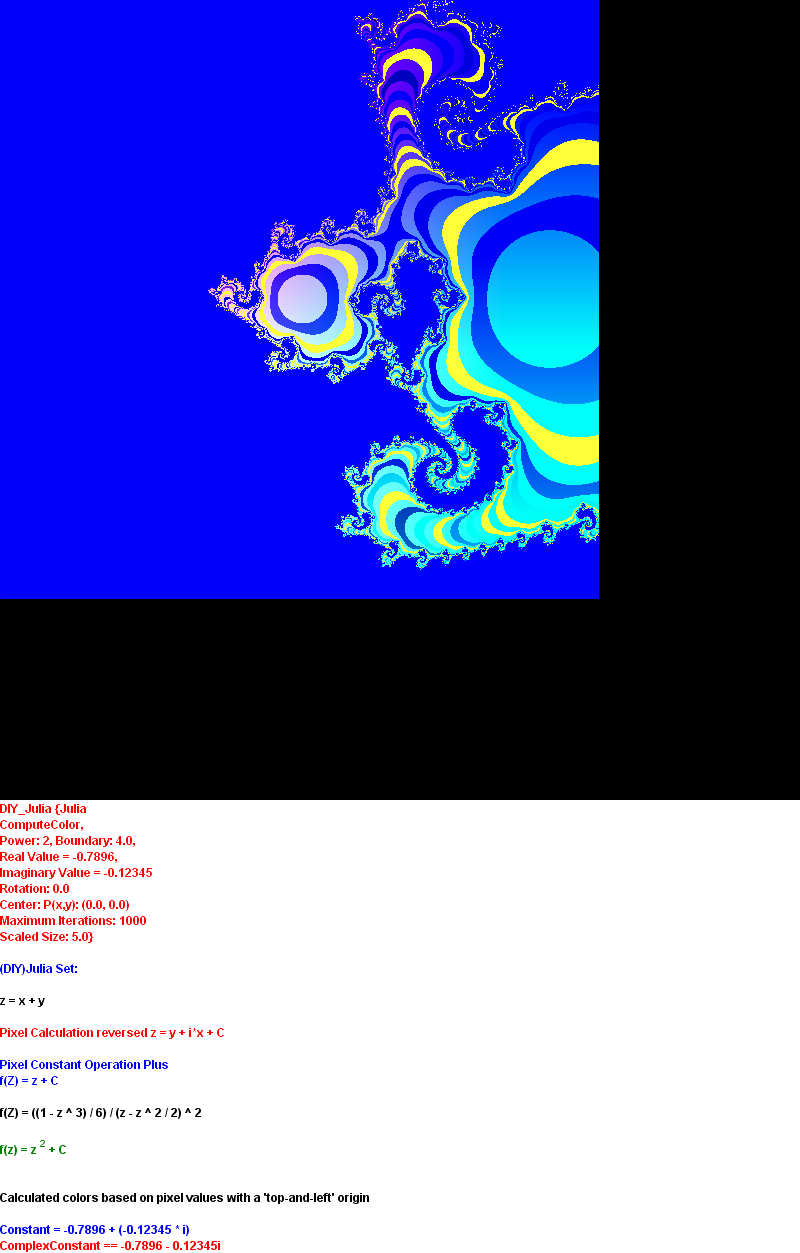 DIY_Julia {Julia
ComputeColor,
Power: 2, Boundary: 4.0,
Real Value = -0.7896,
Imaginary Value = -0.12345
Rotation: 0.0
Center: P(x,y): (0.0, 0.0)
Maximum Iterations: 1000
Scaled Size: 5.0}
(DIY)Julia Set:
z = x + y
Pixel Calculation reversed z = y + i*x + C
Pixel Constant Operation Plus
f(Z) = z + C
f(Z) = ((1 - z ^ 3) / 6) / (z - z ^ 2 / 2) ^ 2
f(z) = z 2 + C
Calculated colors based on pixel values with a 'top-and-left' origin
Constant = -0.7896 + (-0.12345 * i)
ComplexConstant == -0.7896 - 0.12345i